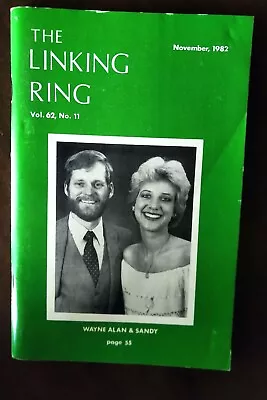 THE
LINKING
RING
November, 1982
Vol. 62, No. 11
WAYNE ALAN & SANDY
page 55